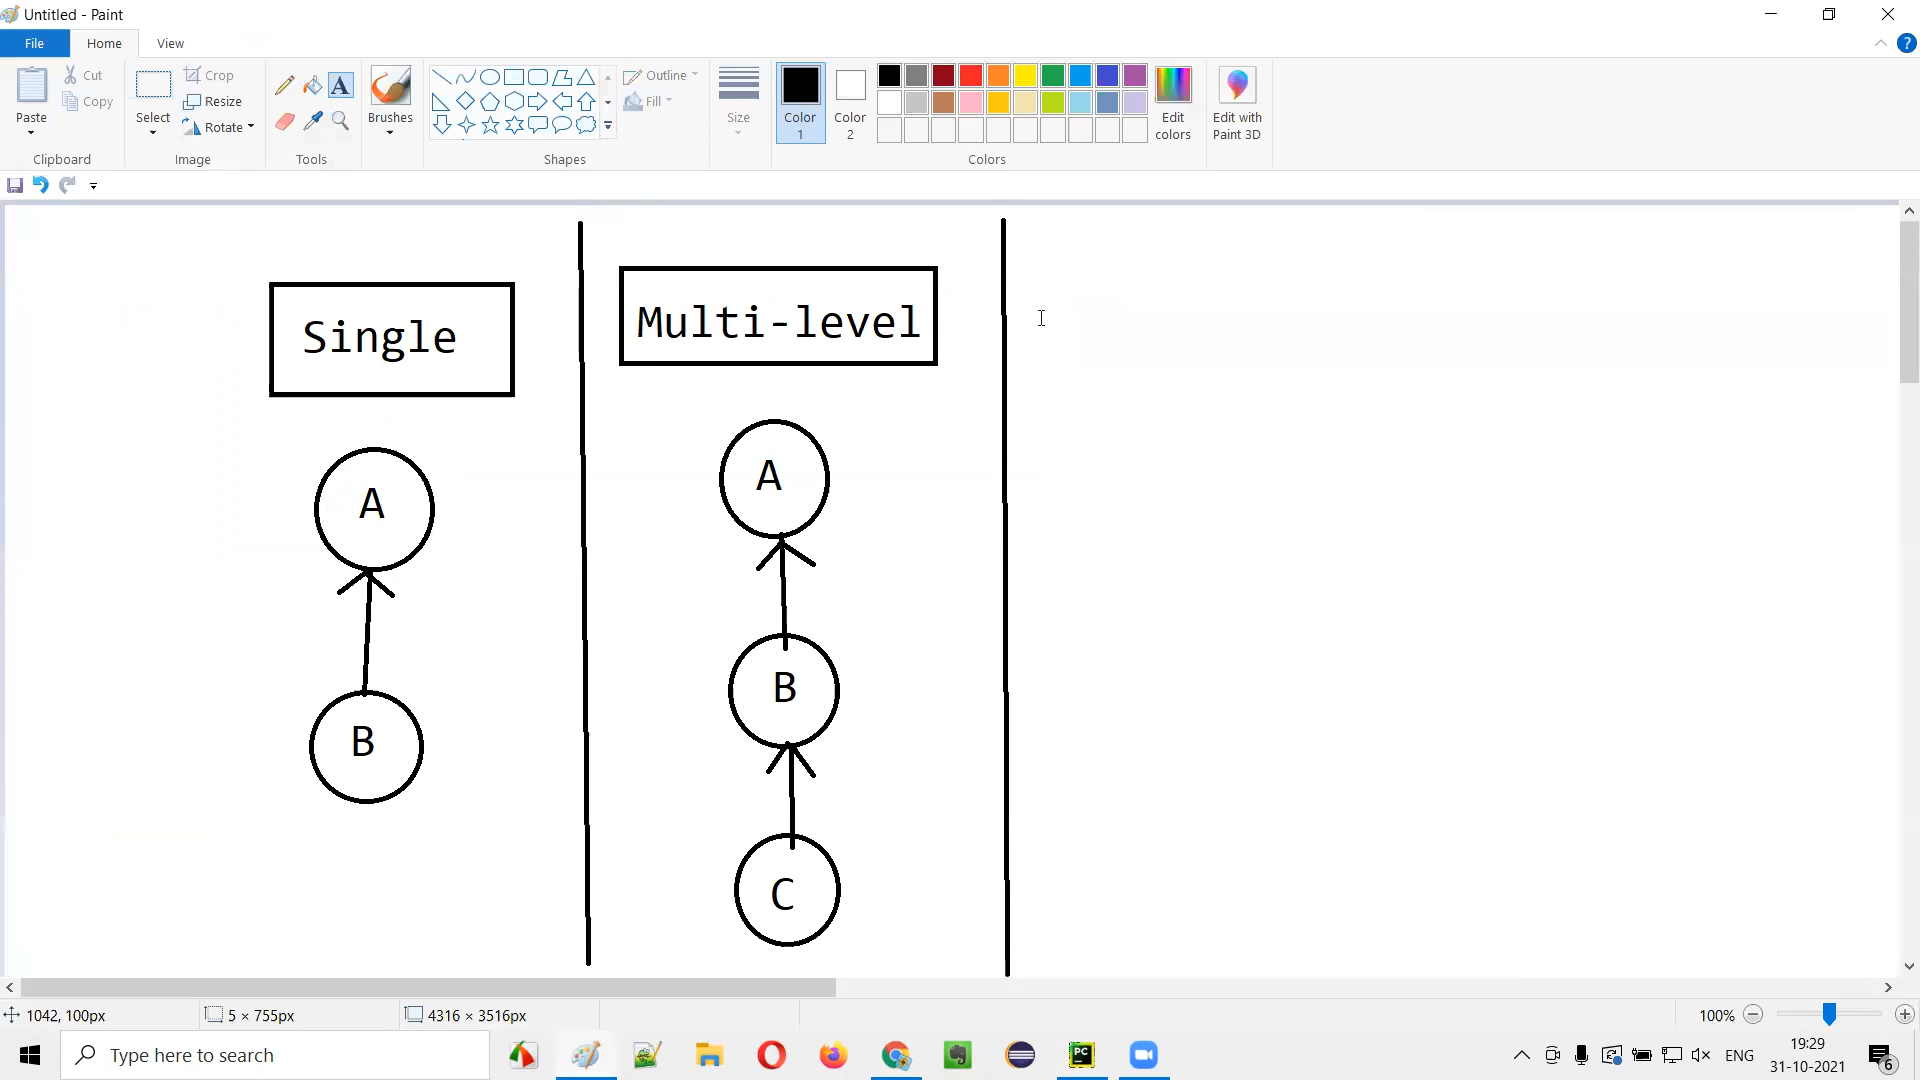 Untitled - Paint
File Home View
Paste
Cut
Copy
Clipboard
Select
Crop
Resize
Rotate
Image
A
Tools
Brushes
Outline
Fill
Shapes
Size
Color 1
Color 2
Edit colors
Colors
Edit with Paint 3D
Single
A
B
Multi-level
A
B
C
1042, 100px
5 × 755px
4316 × 3516px
100%
Type here to search
PC
ENG
19:29
31-10-2021
6